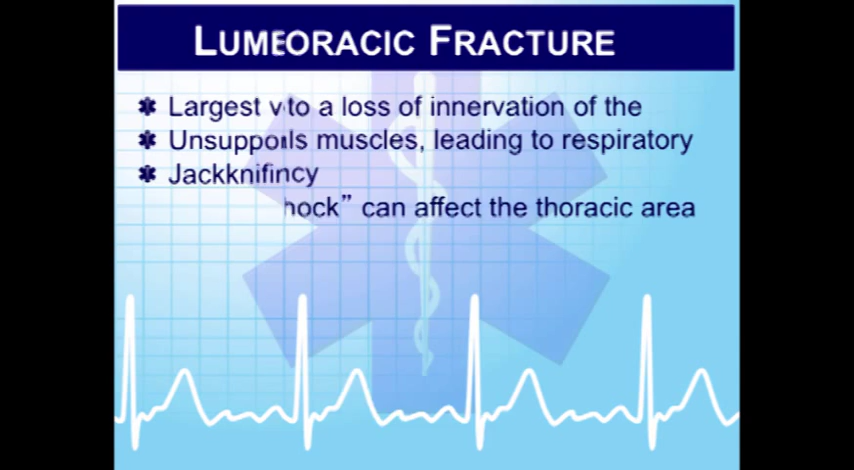 LUMEORACIC FRACTURE
Largest v to a loss of innervation of the
muscles, leading to respiratory
Jackknifincy
hock” can affect the thoracic area